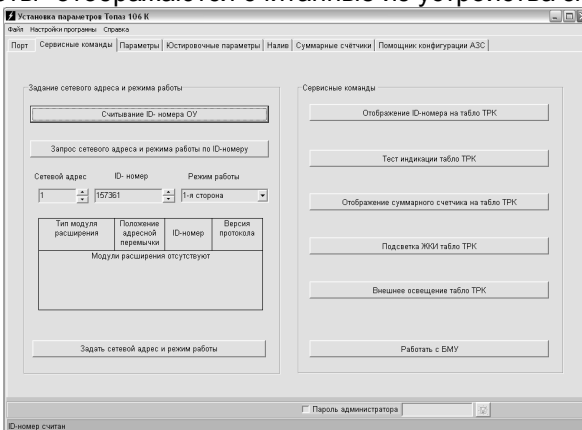 отображаются считанные из устройства
Установка параметров Топаз 106 К
Файл Настройки программы Справка
Порт Сервисные команды Параметры Юстировочные параметры Налив Суммарные счётчики Помощник конфигурации АЗС
Задание сетевого адреса и режима работы
Считывание ID- номера ОУ
Запрос сетевого адреса и режима работы по ID-номеру
Сетевой адрес ID- номер Режим работы
1 157361 1-я сторона
Тип модуля расширения Положение адресной перемычки ID-номер Версия протокола
Модули расширения отсутствуют
Задать сетевой адрес и режим работы
Сервисные команды
Отображение ID-номера на табло ТРК
Тест индикации табло ТРК
Отображение суммарного счетчика на табло ТРК
Подсветка ЖКИ табло ТРК
Внешнее освещение табло ТРК
Работать с БМУ
Пароль администратора
ID-номер считан